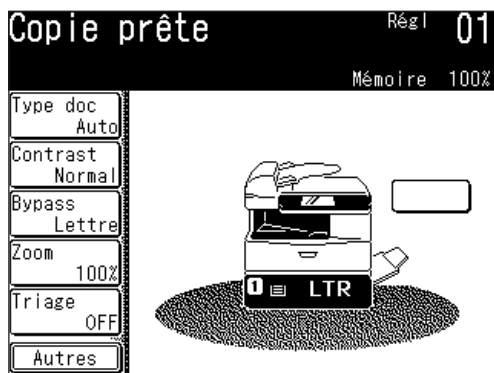 Copie prête
Régl 01
Mémoire 100%
Type doc
Auto
Contrast
Normal
Bypass
Lettre
Zoom
100%
Triage
OFF
Autres
1 LTR